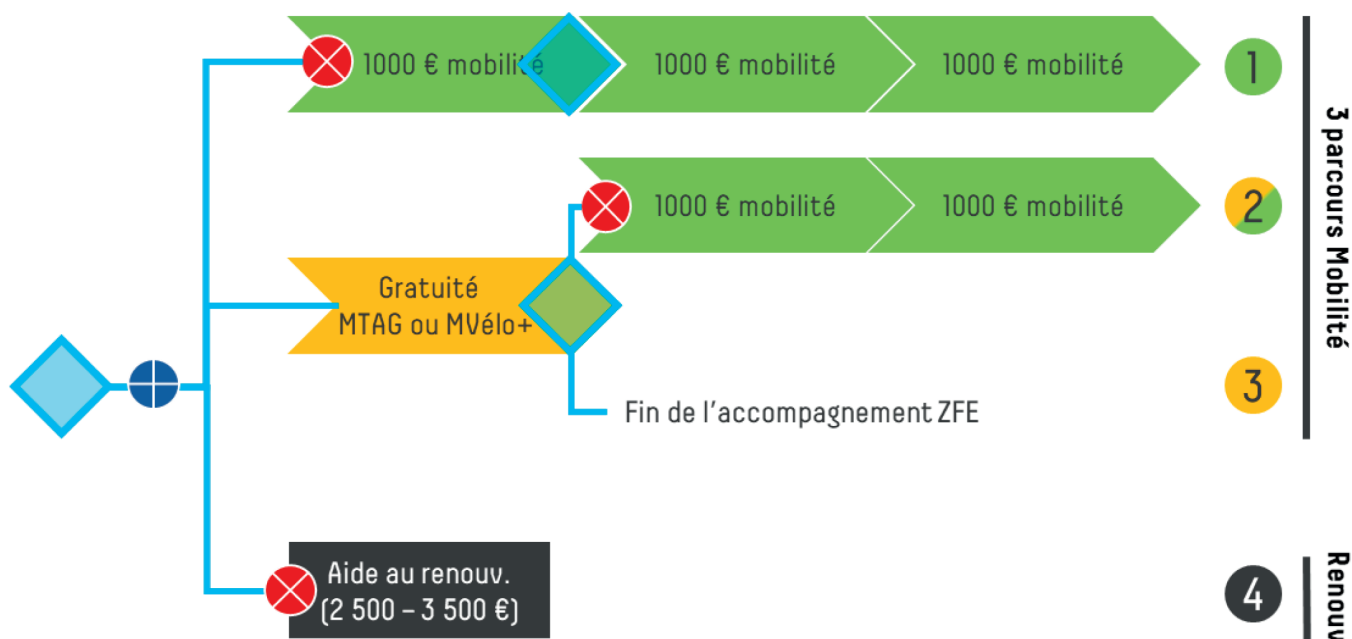 1000 € mobilité
1000 € mobilité
1000 € mobilité
1
1000 € mobilité
1000 € mobilité
2
Gratuité
MTAG ou MVélo+
3
Fin de l'accompagnement ZFE
3 parcours Mobilité
Aide au renouv.
(2 500 – 3 500 €)
4
Renouv